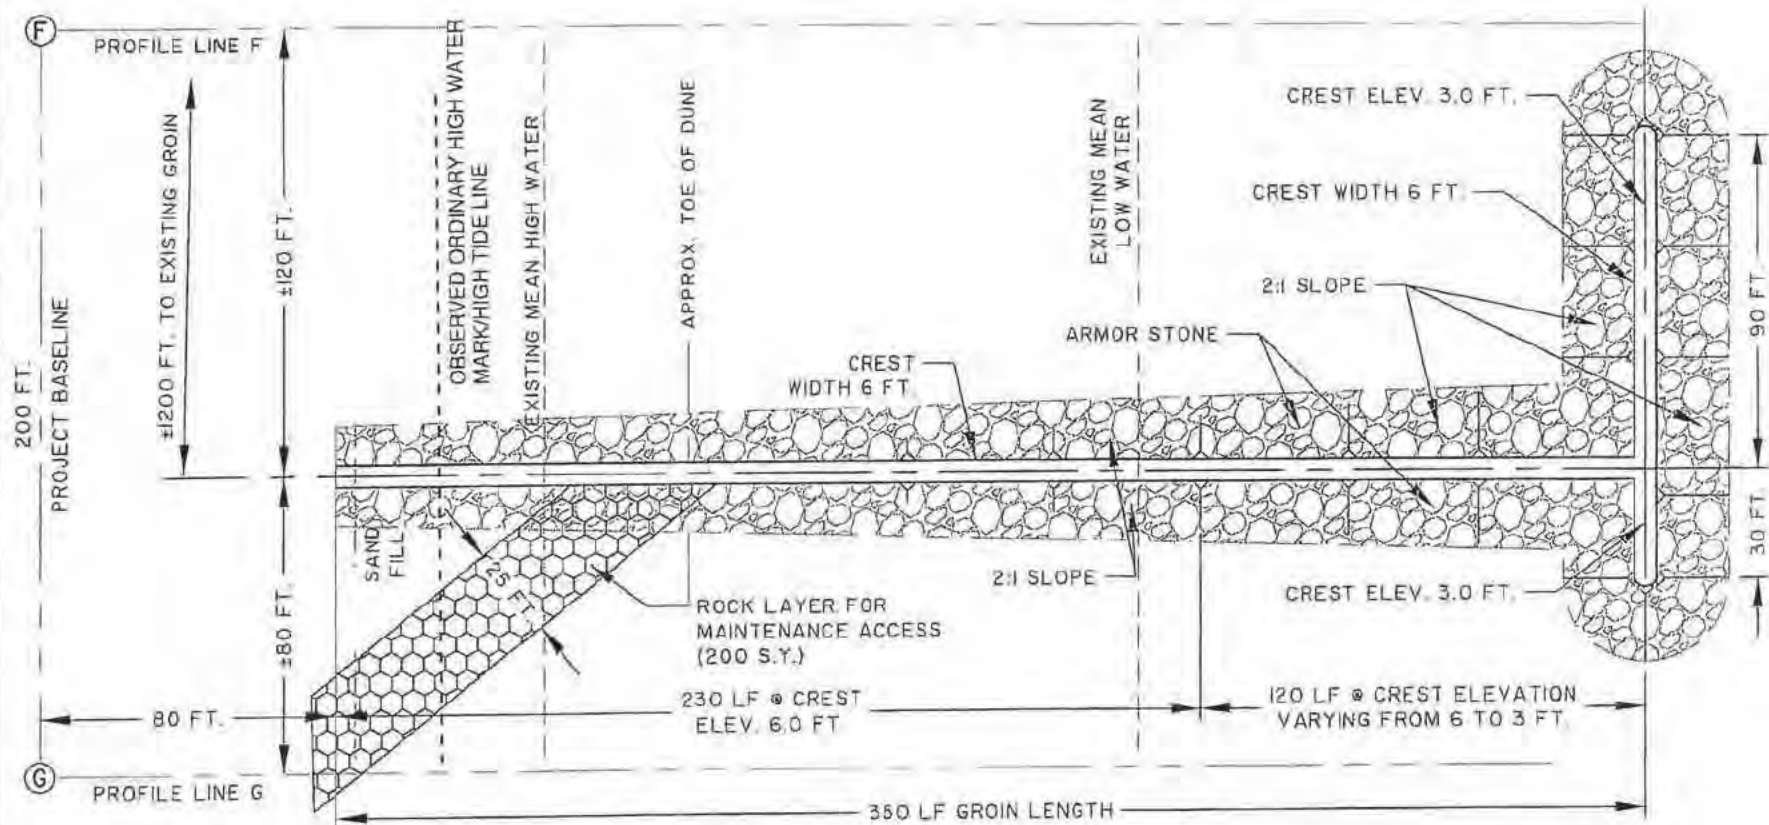 F
PROFILE LINE F
200 FT.
PROJECT BASELINE
±1200 FT. TO EXISTING GROIN
±120 FT.
OBSERVED ORDINARY HIGH WATER
MARK/HIGH TIDE LINE
EXISTING MEAN HIGH WATER
APPROX. TOE OF DUNE
EXISTING MEAN
LOW WATER
CREST ELEV. 3.0 FT.
CREST WIDTH 6 FT.
2:1 SLOPE
ARMOR STONE
CREST
WIDTH 6 FT.
90 FT
30 FT
SAND
FILL
25 FT.
±80 FT.
2:1 SLOPE
CREST ELEV. 3.0 FT.
ROCK LAYER FOR
MAINTENANCE ACCESS
(200 S.Y.)
80 FT.
230 LF @ CREST
ELEV. 6.0 FT
120 LF @ CREST ELEVATION
VARYING FROM 6 TO 3 FT.
G
PROFILE LINE G
350 LF GROIN LENGTH